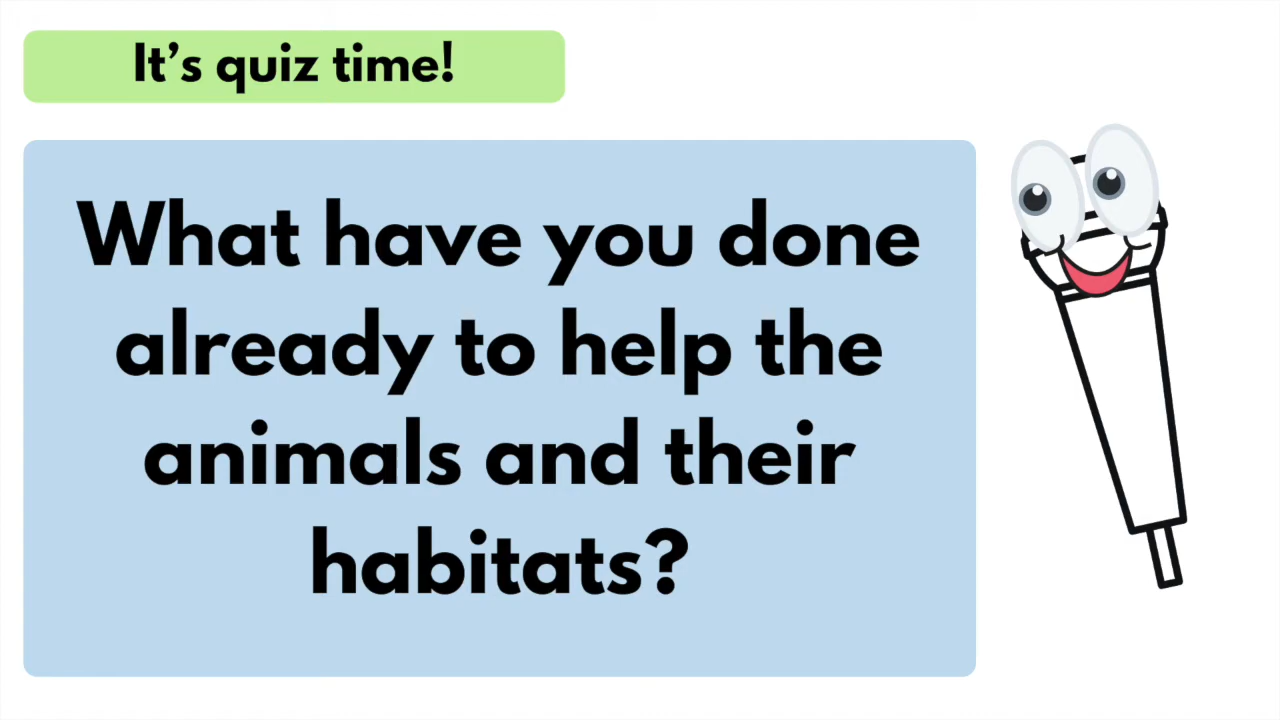 It’s quiz time!
What have you done
already to help the
animals and their
habitats?